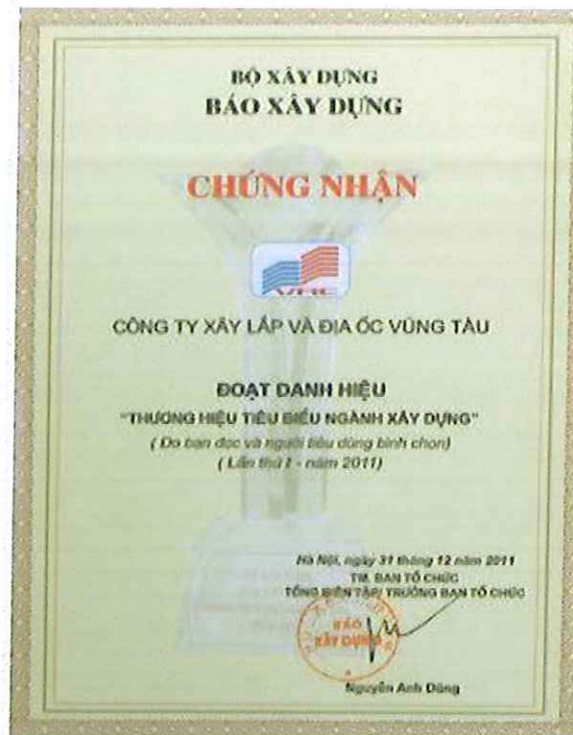 BỘ XÂY DỰNG
BÁO XÂY DỰNG
CHỨNG NHẬN
CÔNG TY XÂY LẮP VÀ ĐỊA ỐC VŨNG TÀU
ĐOẠT DANH HIỆU
"THƯƠNG HIỆU TIÊU BIỂU NGÀNH XÂY DỰNG"
( Do bạn đọc và người tiêu dùng bình chọn)
( Lần thứ I - năm 2011)
Hà Nội, ngày 31 tháng 12 năm 2011
TM. BAN TỔ CHỨC
TỔNG BIÊN TẬP/ TRƯỞNG BAN TỔ CHỨC
BÁO
XÂY DỰNG
Nguyễn Anh Dũng